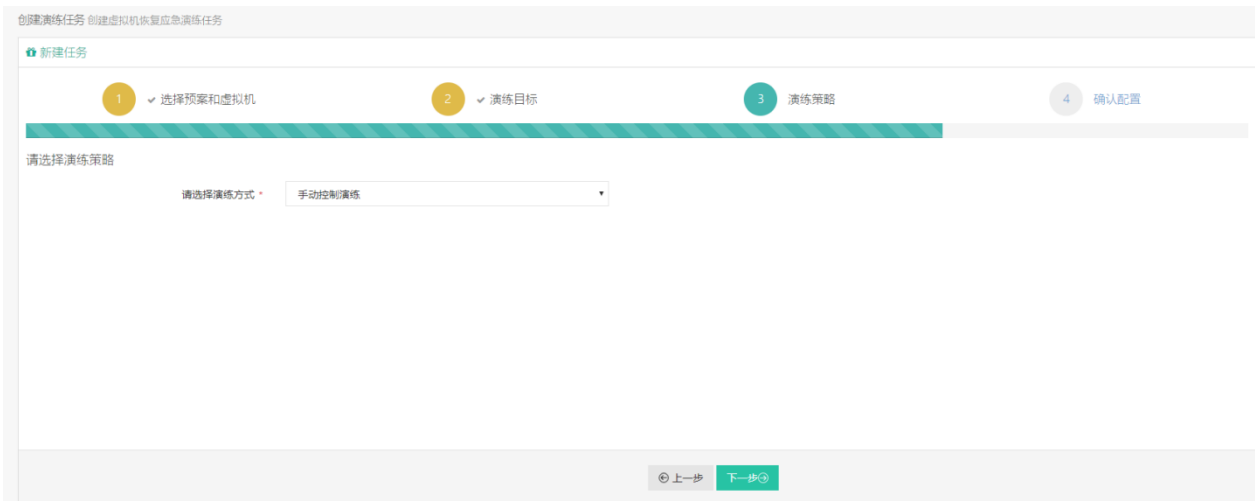 创建演练任务 创建虚拟机恢复应急演练任务
新建任务
1 选择预案和虚拟机 2 演练目标 3 演练策略 4 确认配置
请选择演练策略
请选择演练方式 * 手动控制演练
上一步 下一步